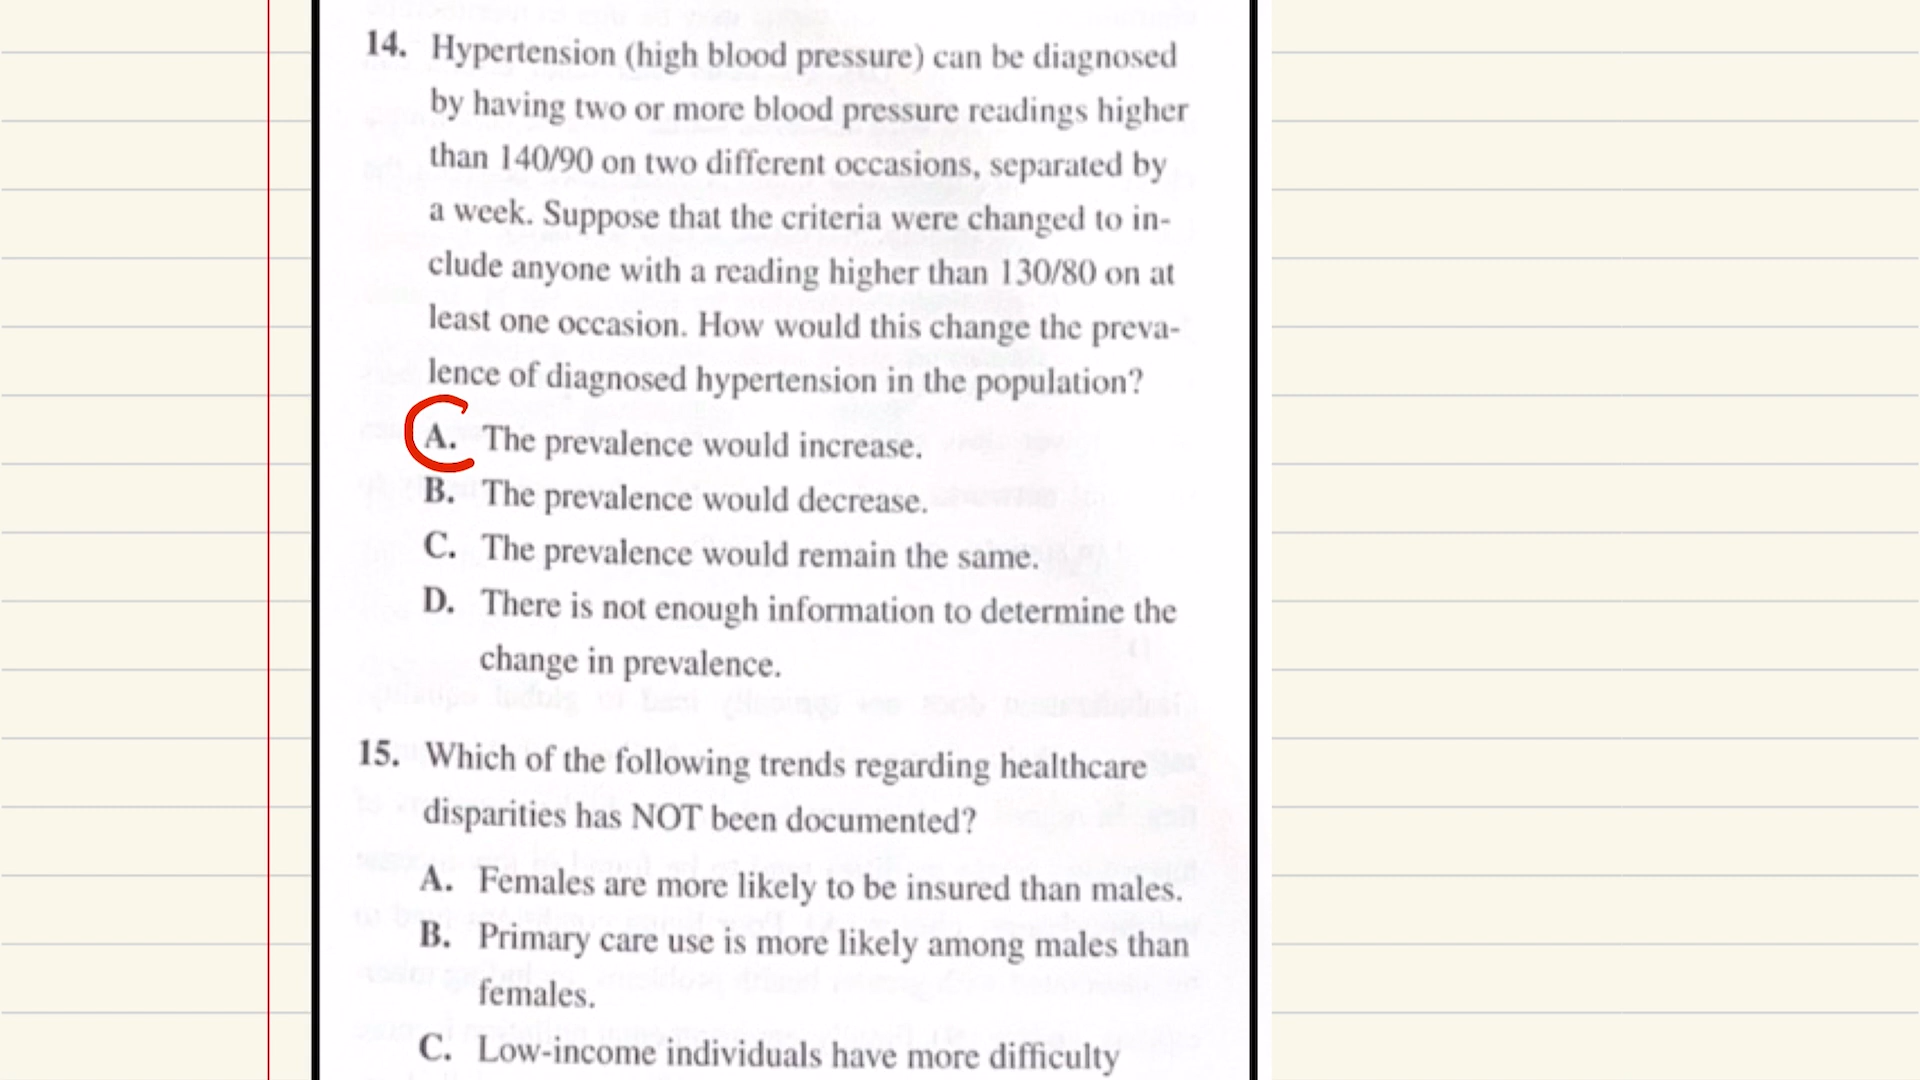 14. Hypertension (high blood pressure) can be diagnosed
by having two or more blood pressure readings higher
than 140/90 on two different occasions, separated by
a week. Suppose that the criteria were changed to in-
clude anyone with a reading higher than 130/80 on at
least one occasion. How would this change the preva-
lence of diagnosed hypertension in the population?
A. The prevalence would increase.
B. The prevalence would decrease.
C. The prevalence would remain the same.
D. There is not enough information to determine the
change in prevalence.
15. Which of the following trends regarding healthcare
disparities has NOT been documented?
A. Females are more likely to be insured than males.
B. Primary care use is more likely among males than
females.
C. Low-income individuals have more difficulty